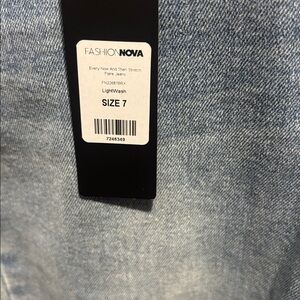 FASHIONNOVA
Every Now And Then Stretch
Flare Jeans
LightWash
SIZE 7
7246349